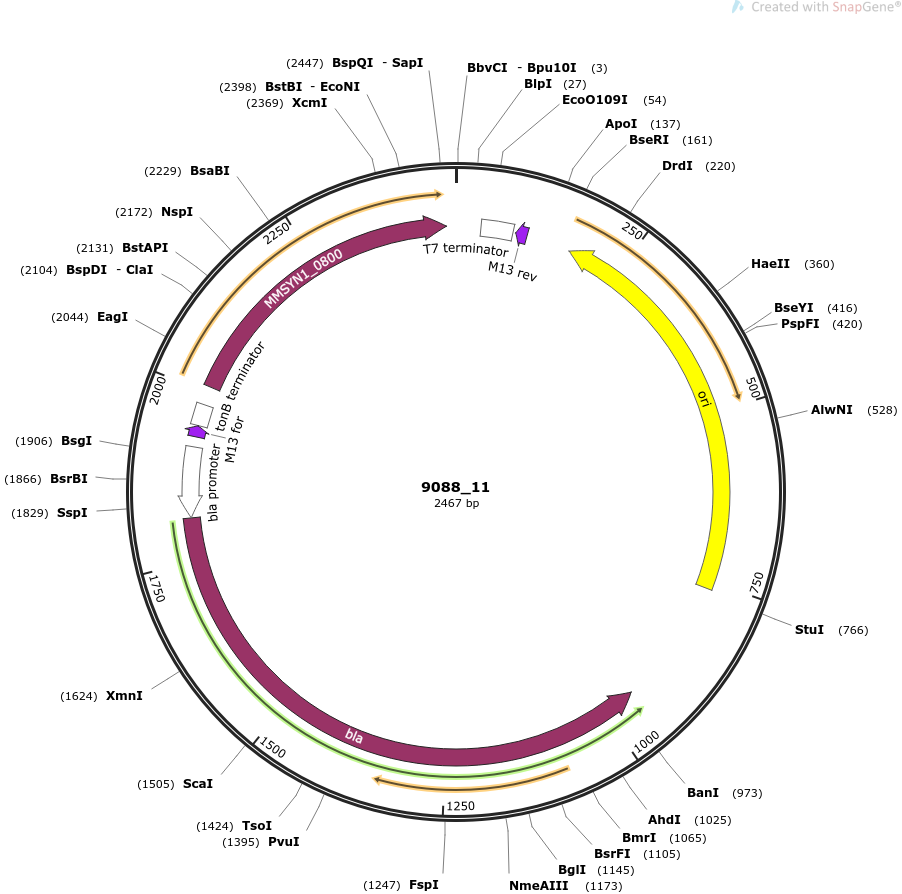 Created with SnapGene®
(2447) BspQI - SapI
BbvCI - Bpu10I (3)
(2398) BstBI - EcoNI
BlpI (27)
(2369) XcmI
EcoO109I (54)
ApoI (137)
BseRI (161)
DrdI (220)
(2229) BsaBI
(2172) NspI
(2131) BstAPI
(2104) BspDI - ClaI
(2044) EagI
HaeII (360)
BseYI (416)
PspFI (420)
AlwNI (528)
(1906) BsgI
(1866) BsrBI
(1829) SspI
StuI (766)
(1624) XmnI
(1505) ScaI
(1424) TsoI
(1395) PvuI
(1247) FspI
BanI (973)
AhdI (1025)
BmrI (1065)
BsrFI (1105)
BglI (1145)
NmeAIII (1173)
250
500
750
1000
1250
1500
1750
2000
2250
T7 terminator
M13 rev
MMSYN1_0800
tonB terminator
M13 for
bla promoter
ori
bla
9088_11
2467 bp